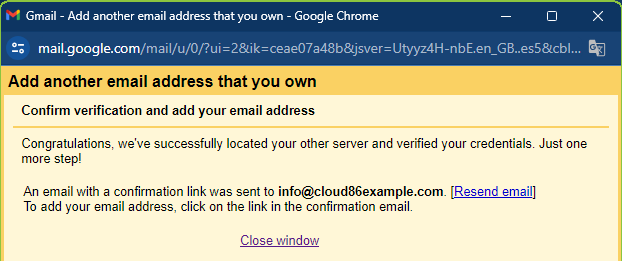 Gmail - Add another email address that you own - Google Chrome
mail.google.com/mail/u/0/?ui=2&ik=ceae07a48b&jsver=Utyyz4H-nbE.en_GB..es5&cbl...
Add another email address that you own
Confirm verification and add your email address
Congratulations, we've successfully located your other server and verified your credentials. Just one
more step!
An email with a confirmation link was sent to info@cloud86example.com. [Resend email]
To add your email address, click on the link in the confirmation email.
Close window